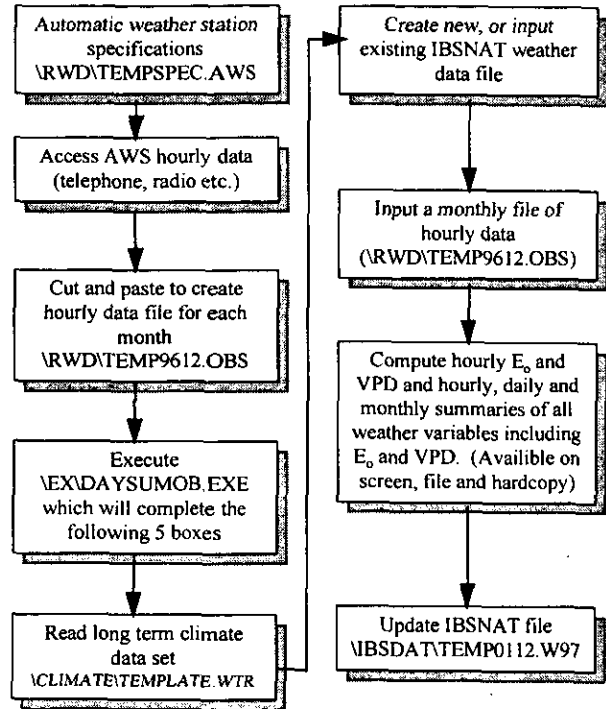 Automatic weather station
specifications
\RWD\TEMPSPEC.AWS
Access AWS hourly data
(telephone, radio etc.)
Cut and paste to create
hourly data file for each
month
\RWD\TEMP9612.OBS
Execute
\EX\DAYSUMOB.EXE
which will complete the
following 5 boxes
Read long term climate
data set
\CLIMATE\TEMPLATE.WTR
Create new, or input
existing IBSNAT weather
data file
Input a monthly file of
hourly data
(\RWD\TEMP9612.OBS)
Compute hourly Eo and
VPD and hourly, daily and
monthly summaries of all
weather variables including
Eo and VPD. (Availible on
screen, file and hardcopy)
Update IBSNAT file
\IBSDAT\TEMP0112.W97